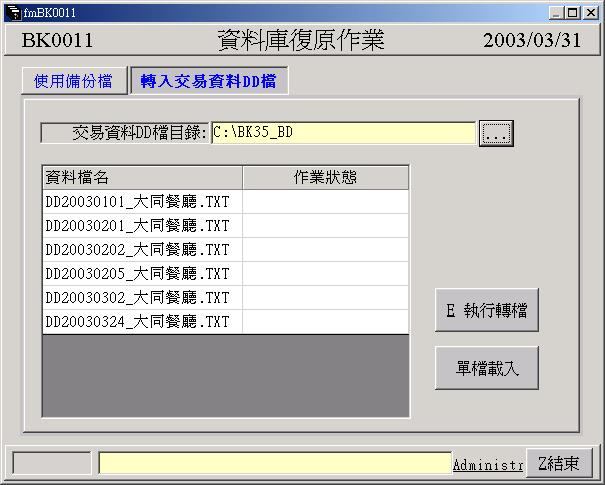 fmBK0011
BK0011 資料庫復原作業 2003/03/31
使用備份檔 轉入交易資料DD檔
交易資料DD檔目錄: C:\BK35_BD ...
資料檔名 作業狀態
DD20030101_大同餐廳.TXT
DD20030201_大同餐廳.TXT
DD20030202_大同餐廳.TXT
DD20030205_大同餐廳.TXT
DD20030302_大同餐廳.TXT
DD20030324_大同餐廳.TXT
E 執行轉檔
單檔載入
Administr Z結束